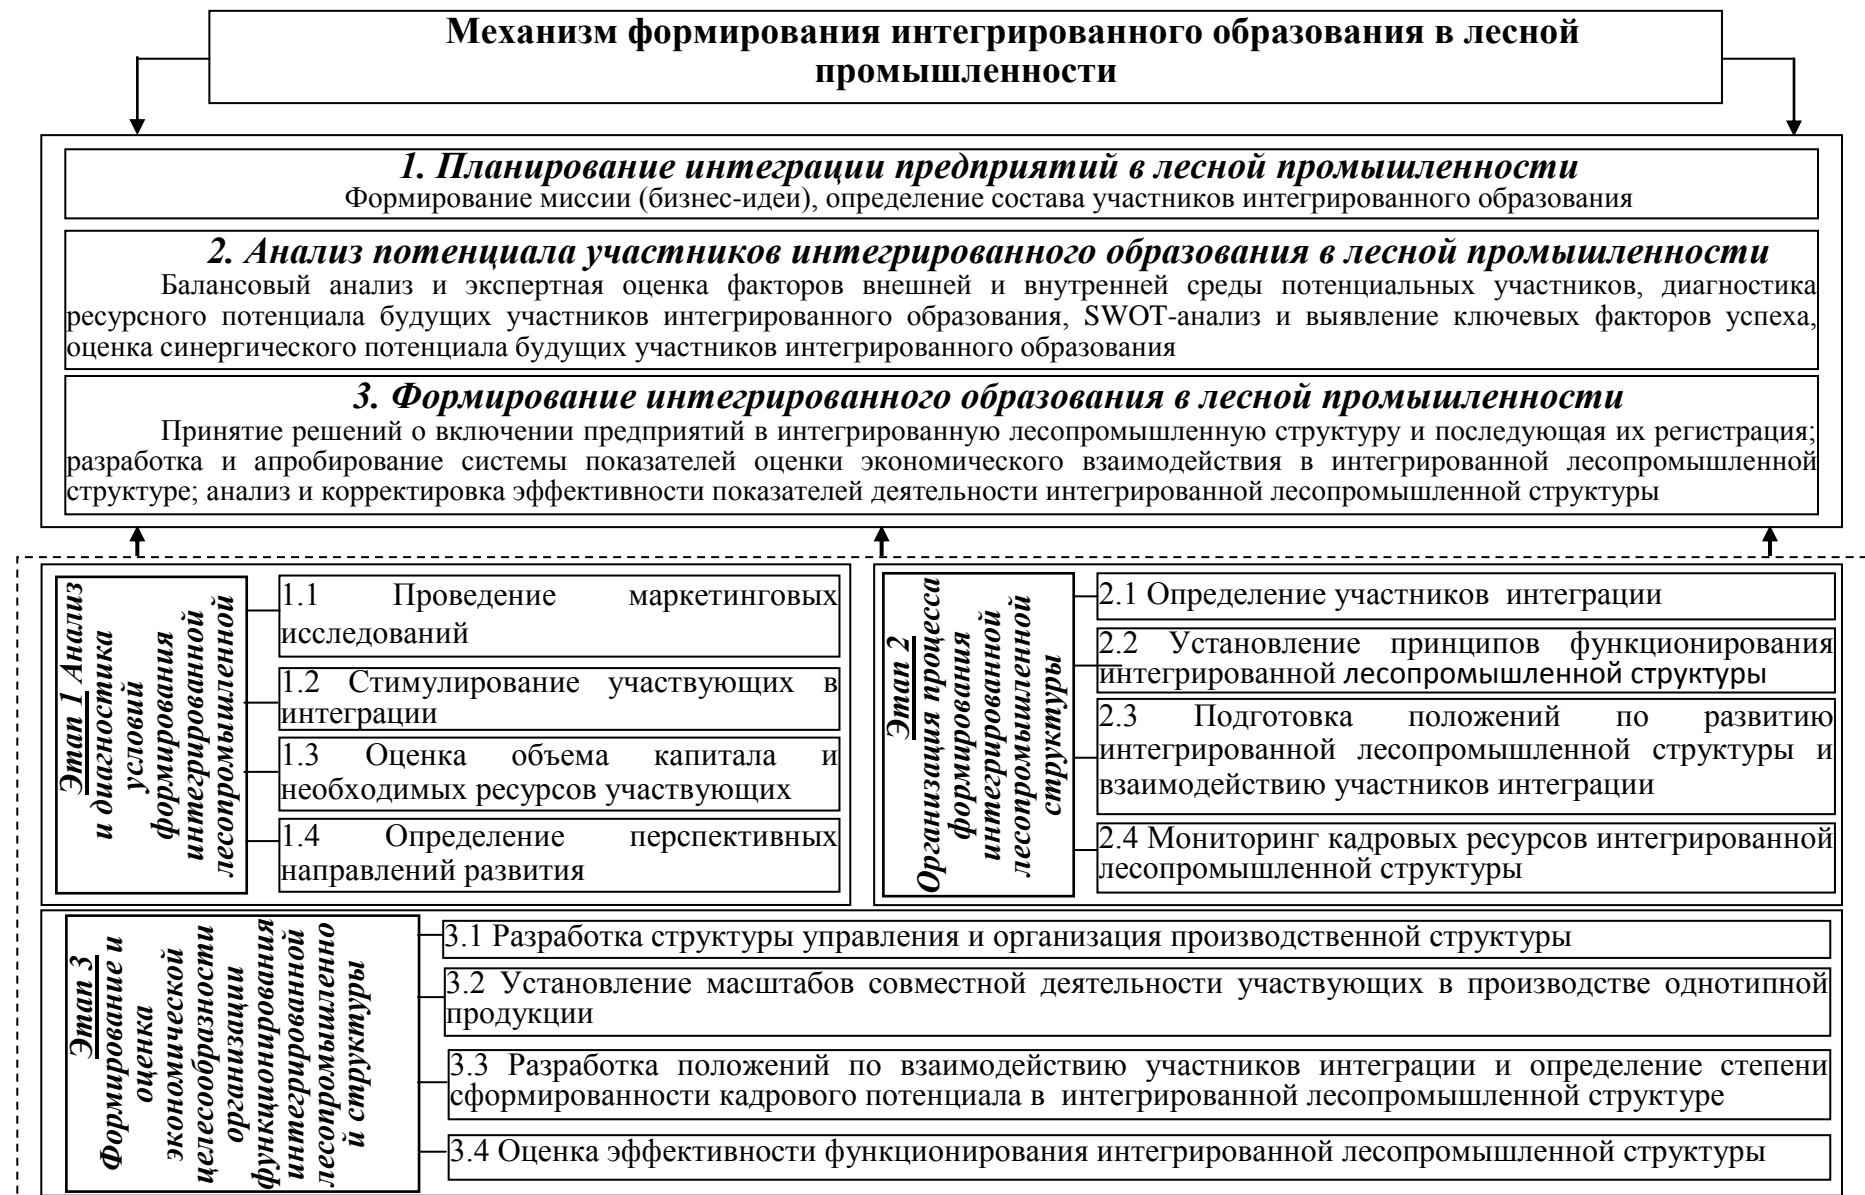 Механизм формирования интегрированного образования в лесной
промышленности
1. Планирование интеграции предприятий в лесной промышленности
Формирование миссии (бизнес-идеи), определение состава участников интегрированного образования
2. Анализ потенциала участников интегрированного образования в лесной промышленности
Балансовый анализ и экспертная оценка факторов внешней и внутренней среды потенциальных участников, диагностика
ресурсного потенциала будущих участников интегрированного образования, SWOT-анализ и выявление ключевых факторов успеха,
оценка синергического потенциала будущих участников интегрированного образования
3. Формирование интегрированного образования в лесной промышленности
Принятие решений о включении предприятий в интегрированную лесопромышленную структуру и последующая их регистрация;
разработка и апробирование системы показателей оценки экономического взаимодействия в интегрированной лесопромышленной
структуре; анализ и корректировка эффективности показателей деятельности интегрированной лесопромышленной структуры
Этап 1 Анализ
и диагностика
условий
формирования
интегрированной
лесопромышленной
1.1 Проведение маркетинговых
исследований
1.2 Стимулирование участвующих в
интеграции
1.3 Оценка объема капитала и
необходимых ресурсов участвующих
1.4 Определение перспективных
направлений развития
Этап 2
Организация процесса
формирования
интегрированной
лесопромышленной
структуры
2.1 Определение участников интеграции
2.2 Установление принципов функционирования
интегрированной лесопромышленной структуры
2.3 Подготовка положений по развитию
интегрированной лесопромышленной структуры и
взаимодействию участников интеграции
2.4 Мониторинг кадровых ресурсов интегрированной
лесопромышленной структуры
Этап 3
Формирование и
оценка
экономической
целесообразности
организации
функционирования
интегрированной
лесопромышленно
й структуры
3.1 Разработка структуры управления и организация производственной структуры
3.2 Установление масштабов совместной деятельности участвующих в производстве однотипной
продукции
3.3 Разработка положений по взаимодействию участников интеграции и определение степени
сформированности кадрового потенциала в интегрированной лесопромышленной структуре
3.4 Оценка эффективности функционирования интегрированной лесопромышленной структуры